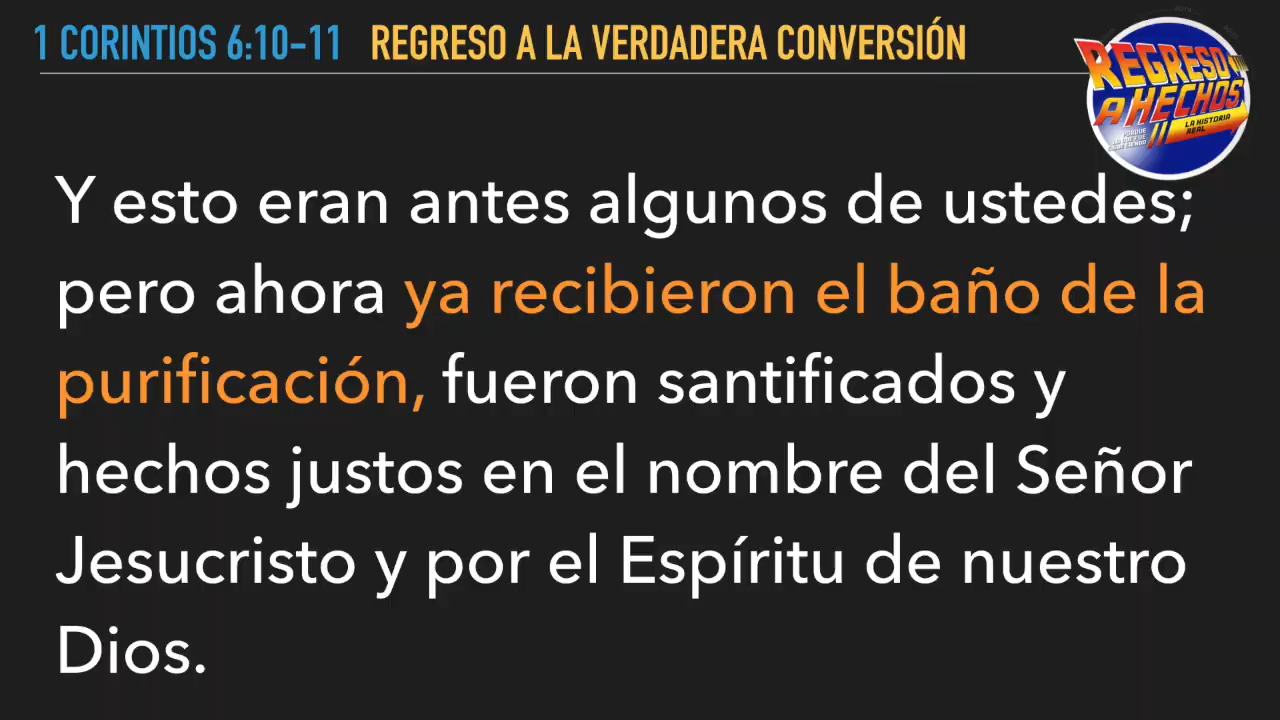 1 CORINTIOS 6:10-11 REGRESO A LA VERDADERA CONVERSIÓN
REGRESO
A HECHOS
LA HISTORIA
REAL
Y esto eran antes algunos de ustedes;
pero ahora ya recibieron el baño de la
purificación, fueron santificados y
hechos justos en el nombre del Señor
Jesucristo y por el Espíritu de nuestro
Dios.